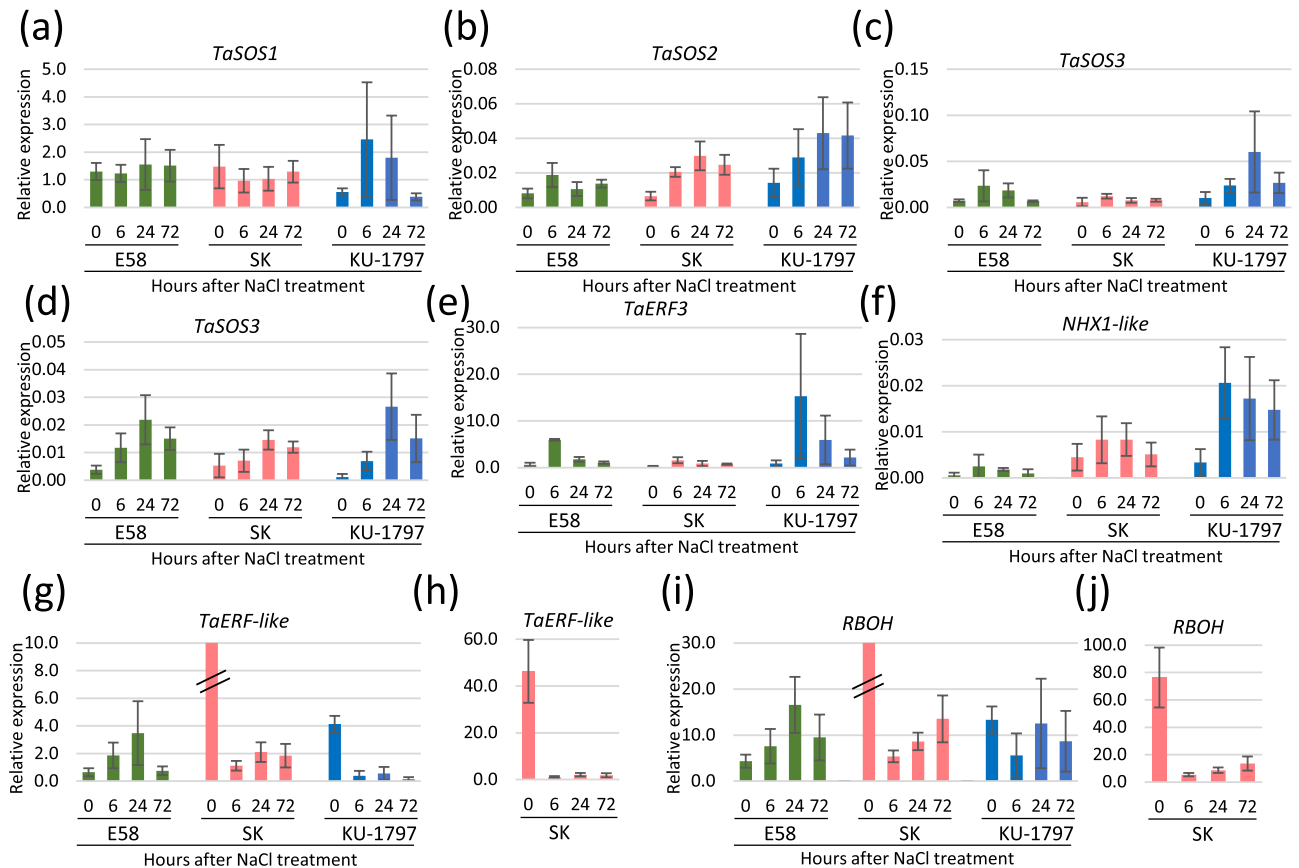 (a)
TaSOS1
Relative expression
5.0
4.0
3.0
2.0
1.0
0.0
0 6 24 72 0 6 24 72 0 6 24 72
E58 SK KU-1797
Hours after NaCl treatment
(b)
TaSOS2
Relative expression
0.08
0.06
0.04
0.02
0.00
0 6 24 72 0 6 24 72 0 6 24 72
E58 SK KU-1797
Hours after NaCl treatment
(c)
TaSOS3
Relative expression
0.15
0.10
0.05
0.00
0 6 24 72 0 6 24 72 0 6 24 72
E58 SK KU-1797
Hours after NaCl treatment
(d)
TaSOS3
Relative expression
0.05
0.04
0.03
0.02
0.01
0.00
0 6 24 72 0 6 24 72 0 6 24 72
E58 SK KU-1797
Hours after NaCl treatment
(e)
TaERF3
Relative expression
30.0
20.0
10.0
0.0
0 6 24 72 0 6 24 72 0 6 24 72
E58 SK KU-1797
Hours after NaCl treatment
(f)
NHX1-like
Relative expression
0.03
0.02
0.01
0.00
0 6 24 72 0 6 24 72 0 6 24 72
E58 SK KU-1797
Hours after NaCl treatment
(g)
TaERF-like
Relative expression
10.0
8.0
6.0
4.0
2.0
0.0
0 6 24 72 0 6 24 72 0 6 24 72
E58 SK KU-1797
Hours after NaCl treatment
(h)
TaERF-like
60.0
40.0
20.0
0.0
0 6 24 72
SK
(i)
RBOH
Relative expression
30.0
20.0
10.0
0.0
0 6 24 72 0 6 24 72 0 6 24 72
E58 SK KU-1797
Hours after NaCl treatment
(j)
RBOH
100.0
80.0
60.0
40.0
20.0
0.0
0 6 24 72
SK